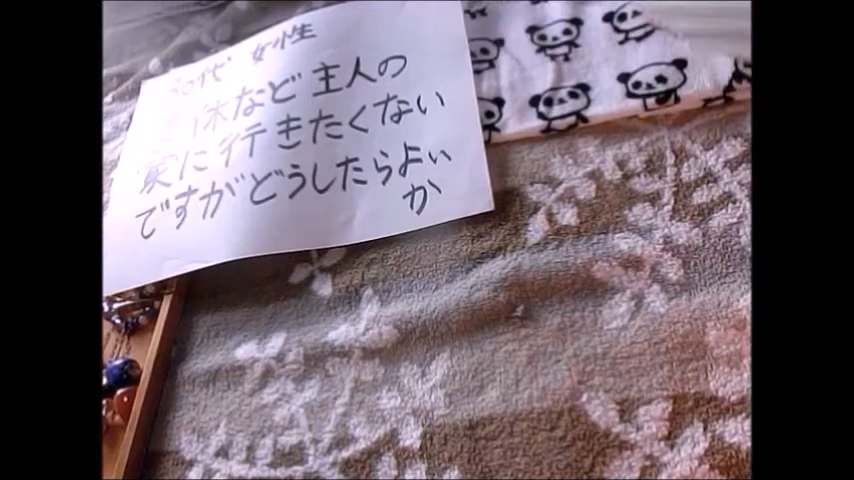 代 女性
休など主人の
実に行きたくない
ですがどうしたらよい
か